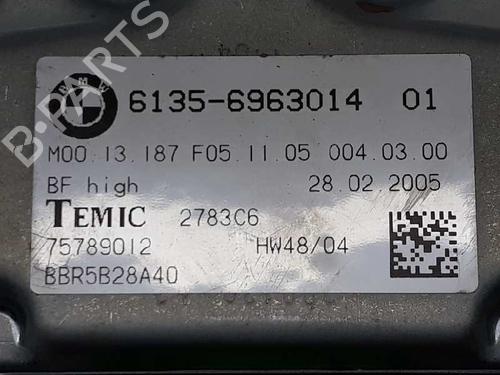 BMW
6135-6963014 01
M00.13.187 F05.11.05 004.03.00
BF high 28.02.2005
TEMIC 2783C6
75789012 HW48/04
BBR5B28A40
B-PARTS